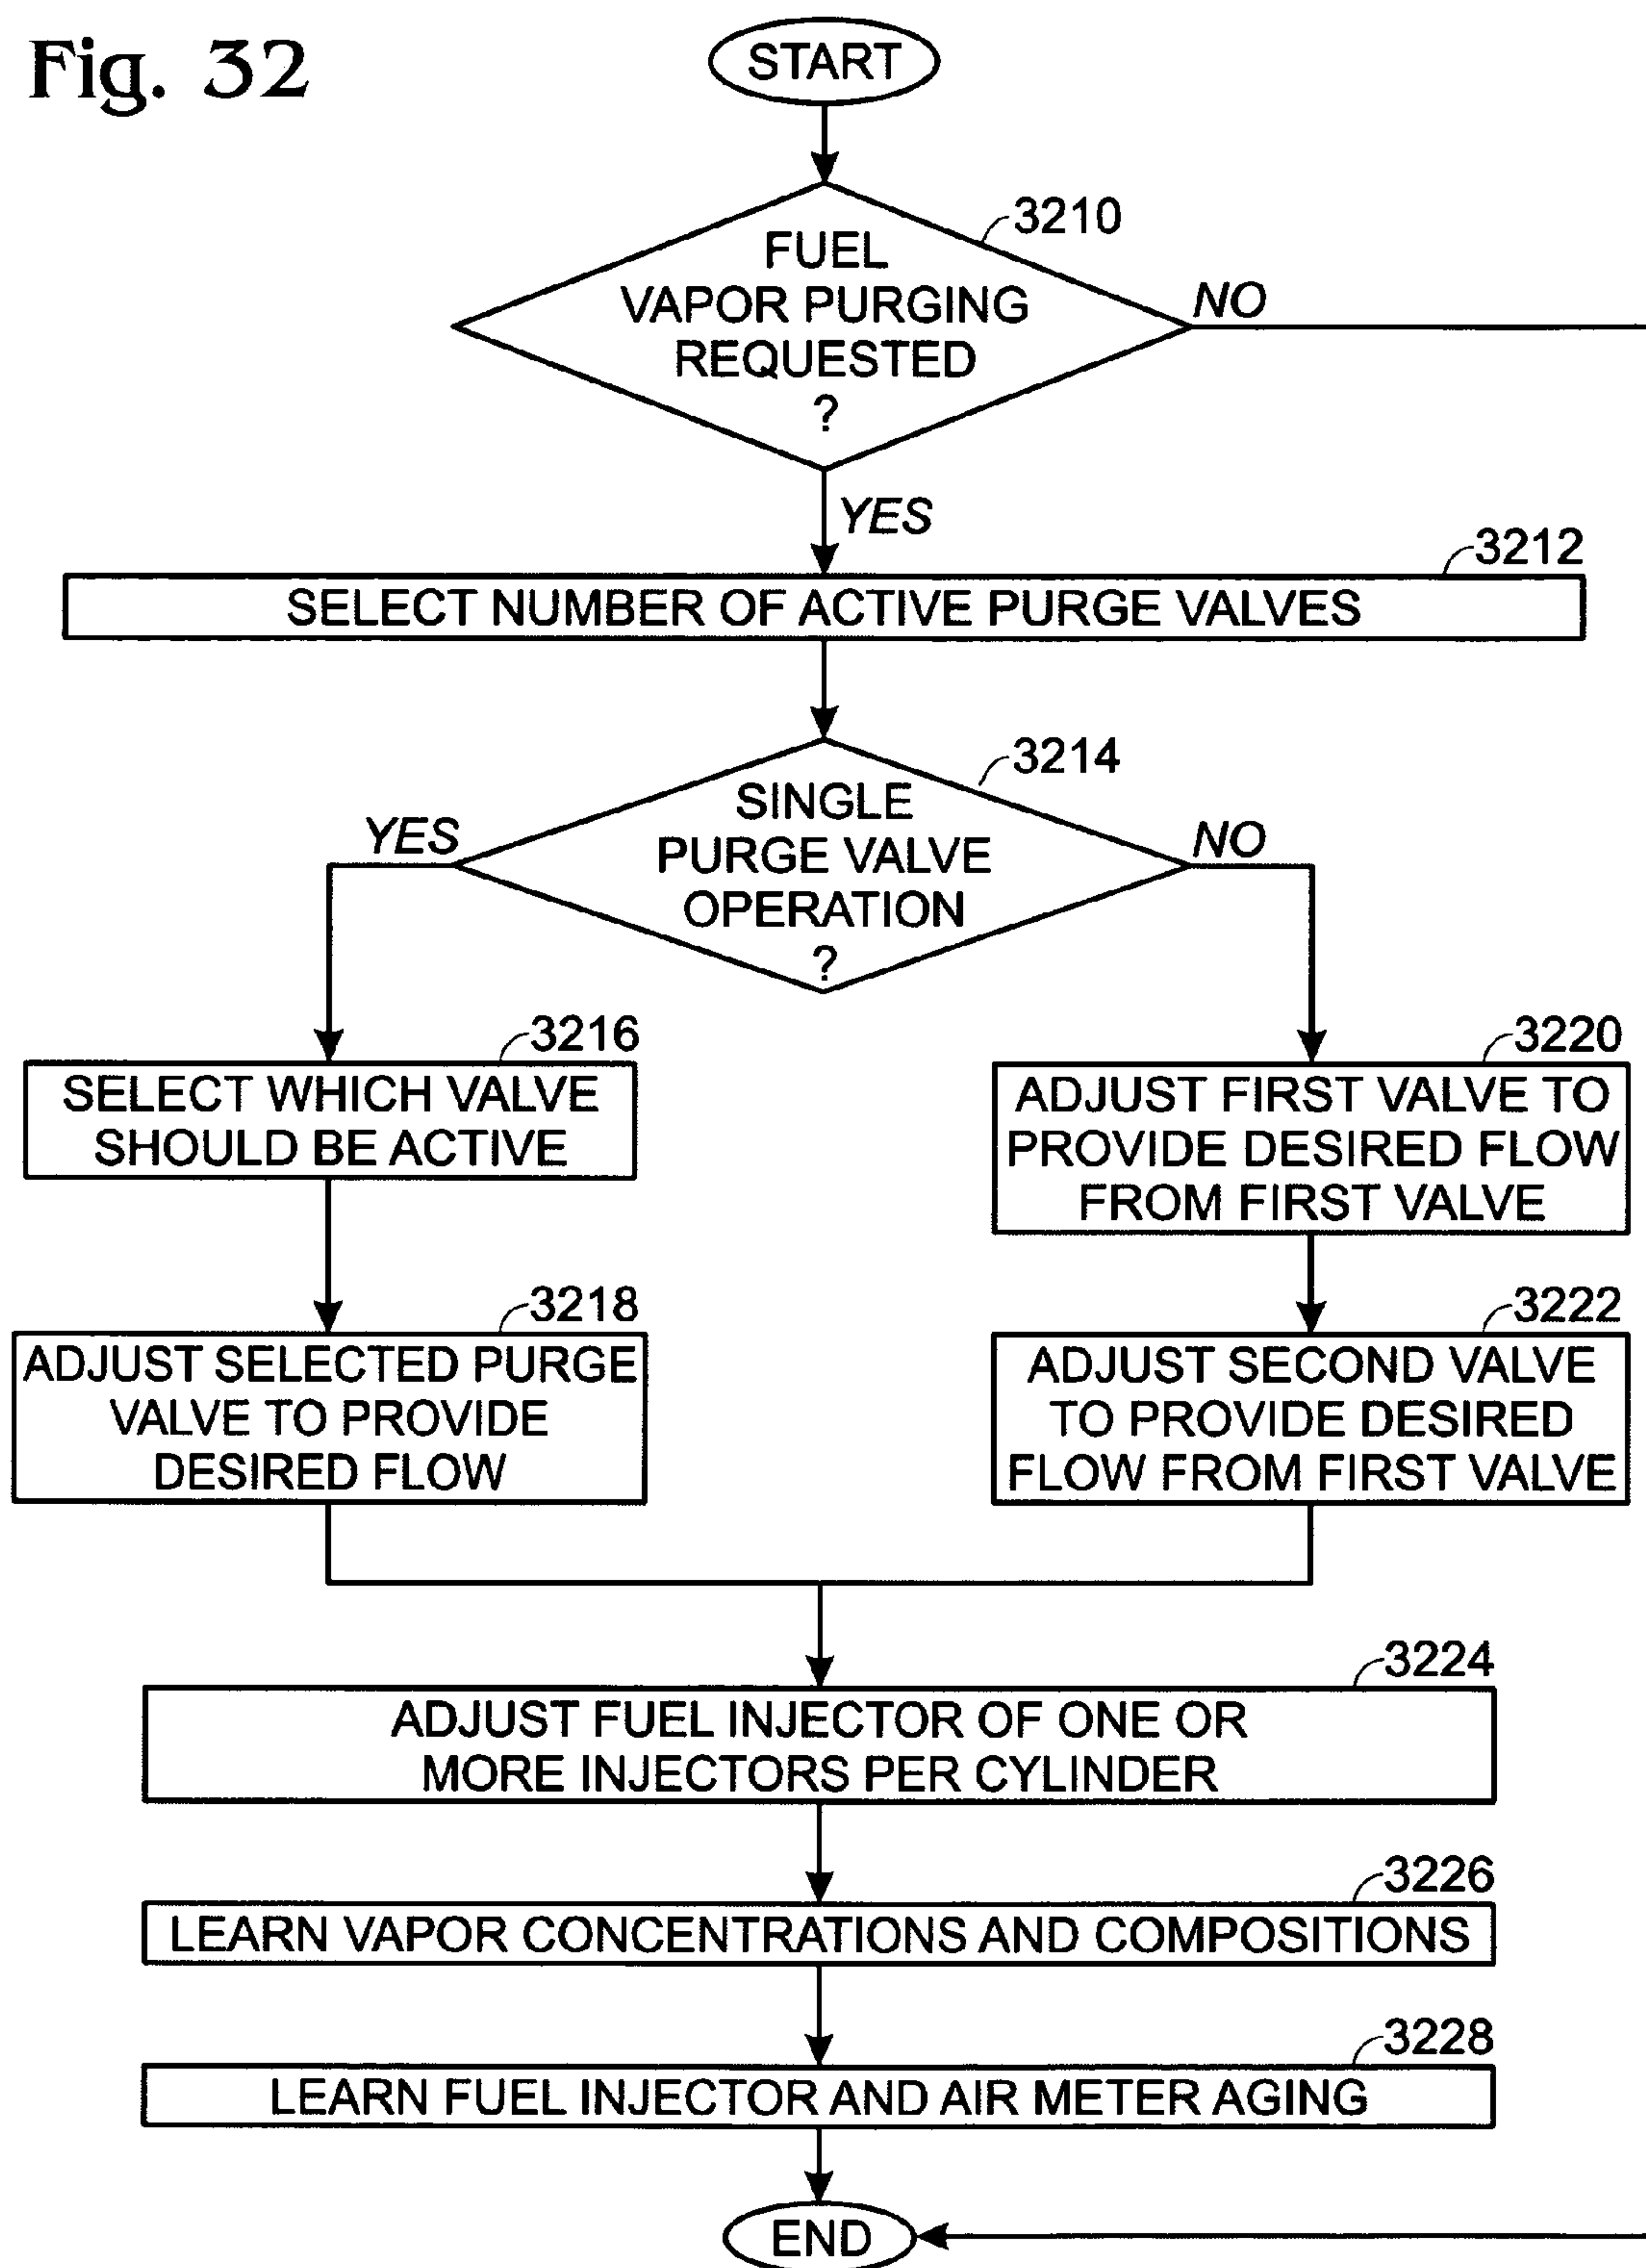 Fig. 32
START
3210
FUEL
VAPOR PURGING
REQUESTED
?
NO
YES
3212
SELECT NUMBER OF ACTIVE PURGE VALVES
3214
SINGLE
PURGE VALVE
OPERATION
?
YES
NO
3216
SELECT WHICH VALVE
SHOULD BE ACTIVE
3218
ADJUST SELECTED PURGE
VALVE TO PROVIDE
DESIRED FLOW
3220
ADJUST FIRST VALVE TO
PROVIDE DESIRED FLOW
FROM FIRST VALVE
3222
ADJUST SECOND VALVE
TO PROVIDE DESIRED
FLOW FROM FIRST VALVE
3224
ADJUST FUEL INJECTOR OF ONE OR
MORE INJECTORS PER CYLINDER
3226
LEARN VAPOR CONCENTRATIONS AND COMPOSITIONS
3228
LEARN FUEL INJECTOR AND AIR METER AGING
END